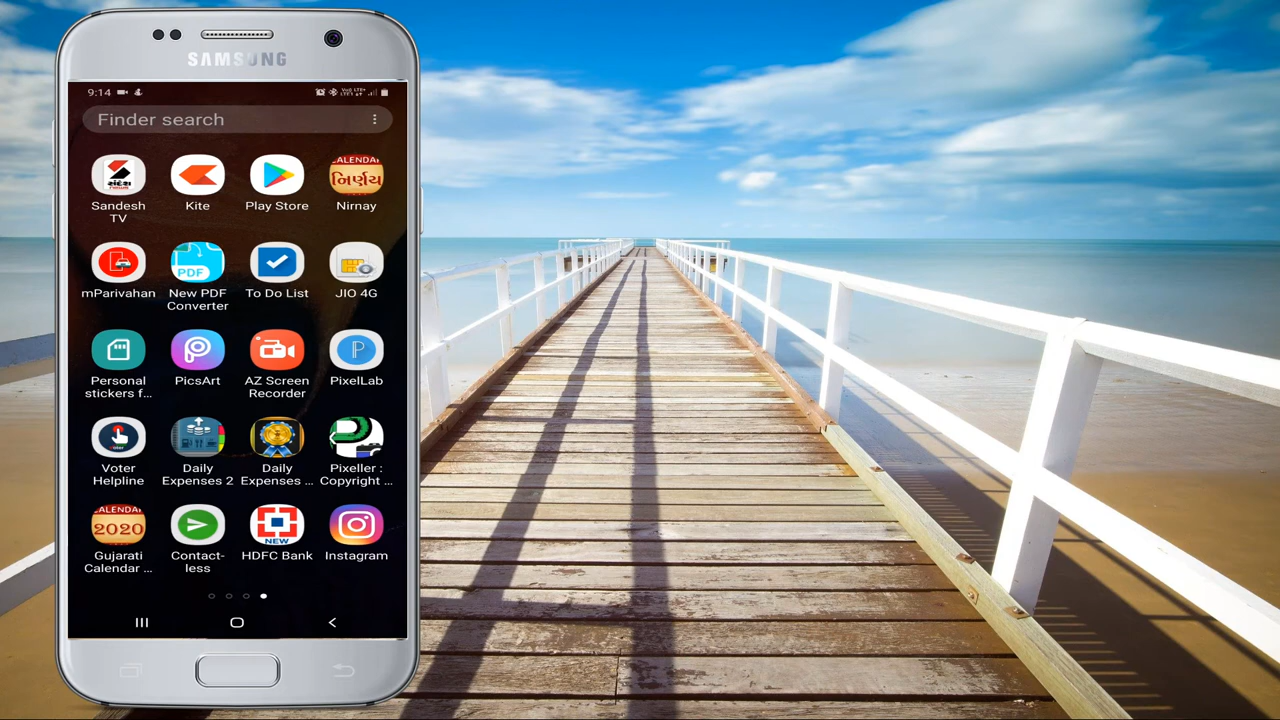 SAMSUNG
9:14
Finder search
સંદેશ
CALENDAR
નિર્ણય
Sandesh
TV
Kite
Play Store
Nirnay
PDF
mParivahan
New PDF
Converter
To Do List
JIO 4G
Personal
stickers f...
PicsArt
AZ Screen
Recorder
PixelLab
Voter
Helpline
Daily
Expenses 2
Daily
Expenses ...
Pixeller :
Copyright ...
CALENDAR
2020
NEW
Gujarati
Calendar ...
Contact-
less
HDFC Bank
Instagram